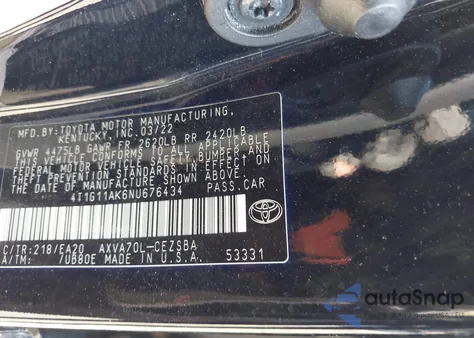 MFD.BY:TOYOTA MOTOR MANUFACTURING,
KENTUCKY, INC. 03/22
GVWR 4475LB GAWR FR 2620LB RR 2420LB
THIS VEHICLE CONFORMS TO ALL APPLICABLE
FEDERAL MOTOR VEHICLE SAFETY, BUMPER AND
THEFT PREVENTION STANDARDS IN EFFECT ON
THE DATE OF MANUFACTURE SHOWN ABOVE.
4T1G11AK6NU676434 PASS.CAR
C/TR:218/EA20 AXVA70L-CEZSBA
A/TM: /UB80E MADE IN U.S.A. 53331
TOYOTA
autoSnap